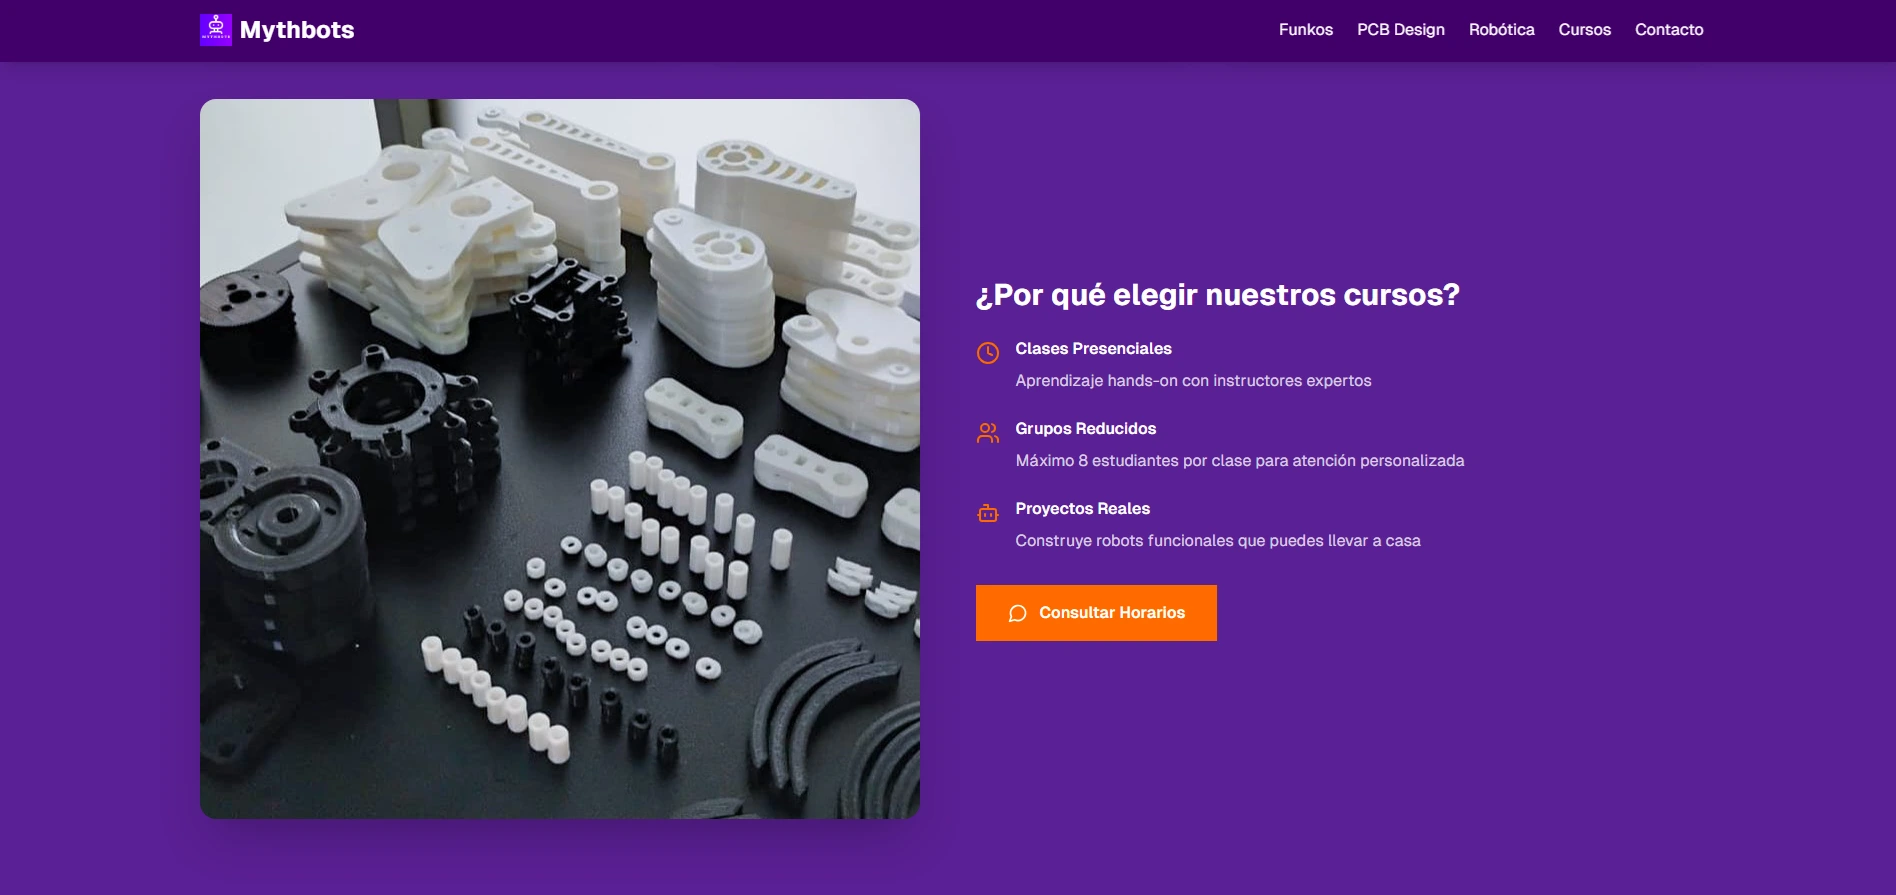 Mythbots
Funkos
PCB Design
Robótica
Cursos
Contacto
¿Por qué elegir nuestros cursos?
Clases Presenciales
Aprendizaje hands-on con instructores expertos
Grupos Reducidos
Máximo 8 estudiantes por clase para atención personalizada
Proyectos Reales
Construye robots funcionales que puedes llevar a casa
Consultar Horarios